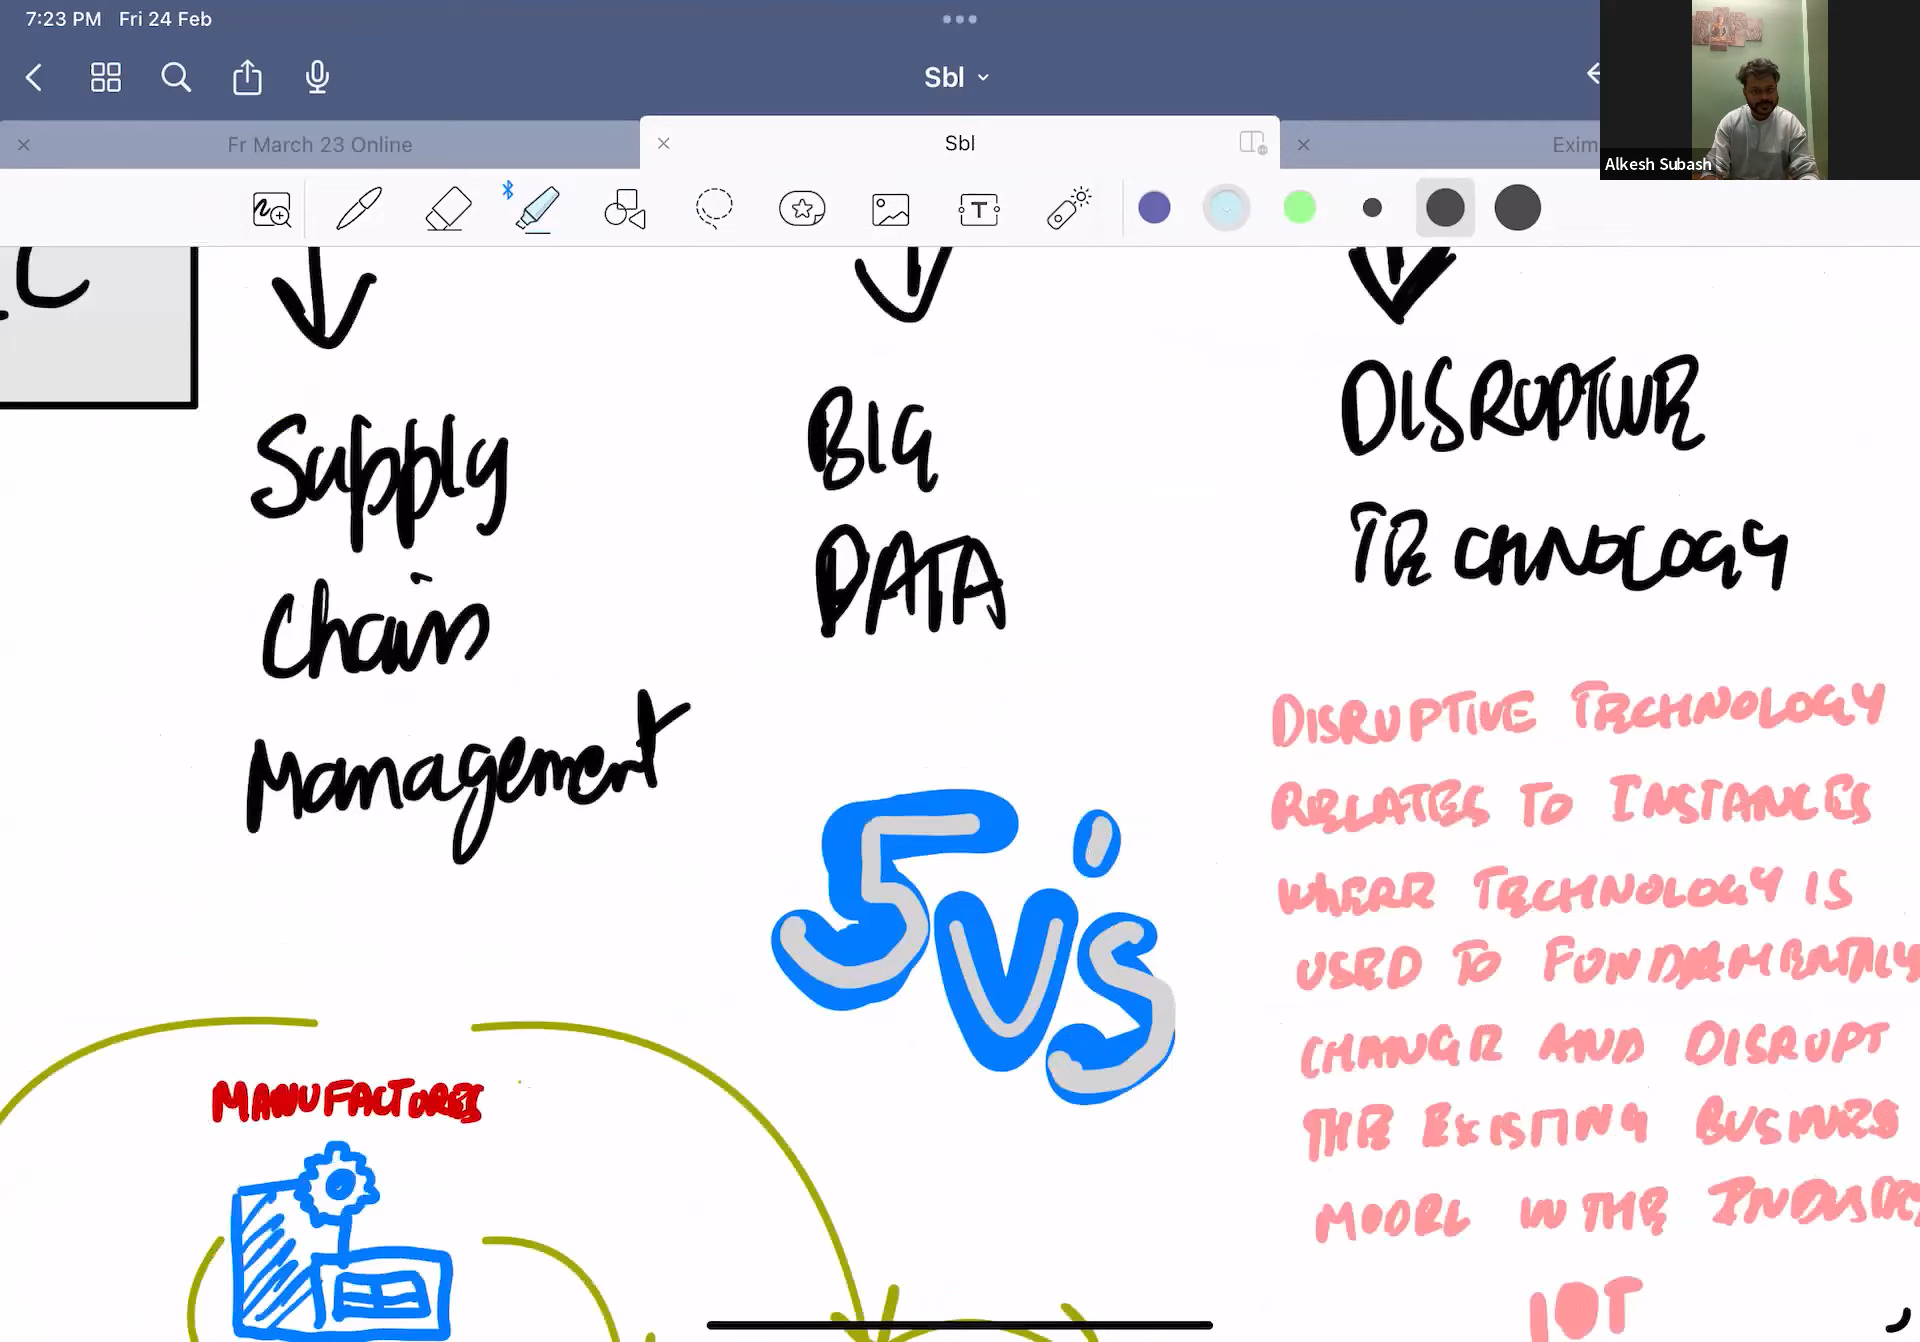 7:23 PM Fri 24 Feb
Sbl
Fr March 23 Online
Sbl
Exim
Alkesh Subash
T
Supply
Chain
Management
BIG
DATA
5V's
DISRUPTIVE
TECHNOLOGY
DISRUPTIVE TECHNOLOGY
RELATES TO INSTANCES
WHERE TECHNOLOGY IS
USED TO FUNDAMENTALLY
CHANGE AND DISRUPT
THE EXISTING BUSINESS
MODEL IN THE INDUSTRY
IOT
MANUFACTURES